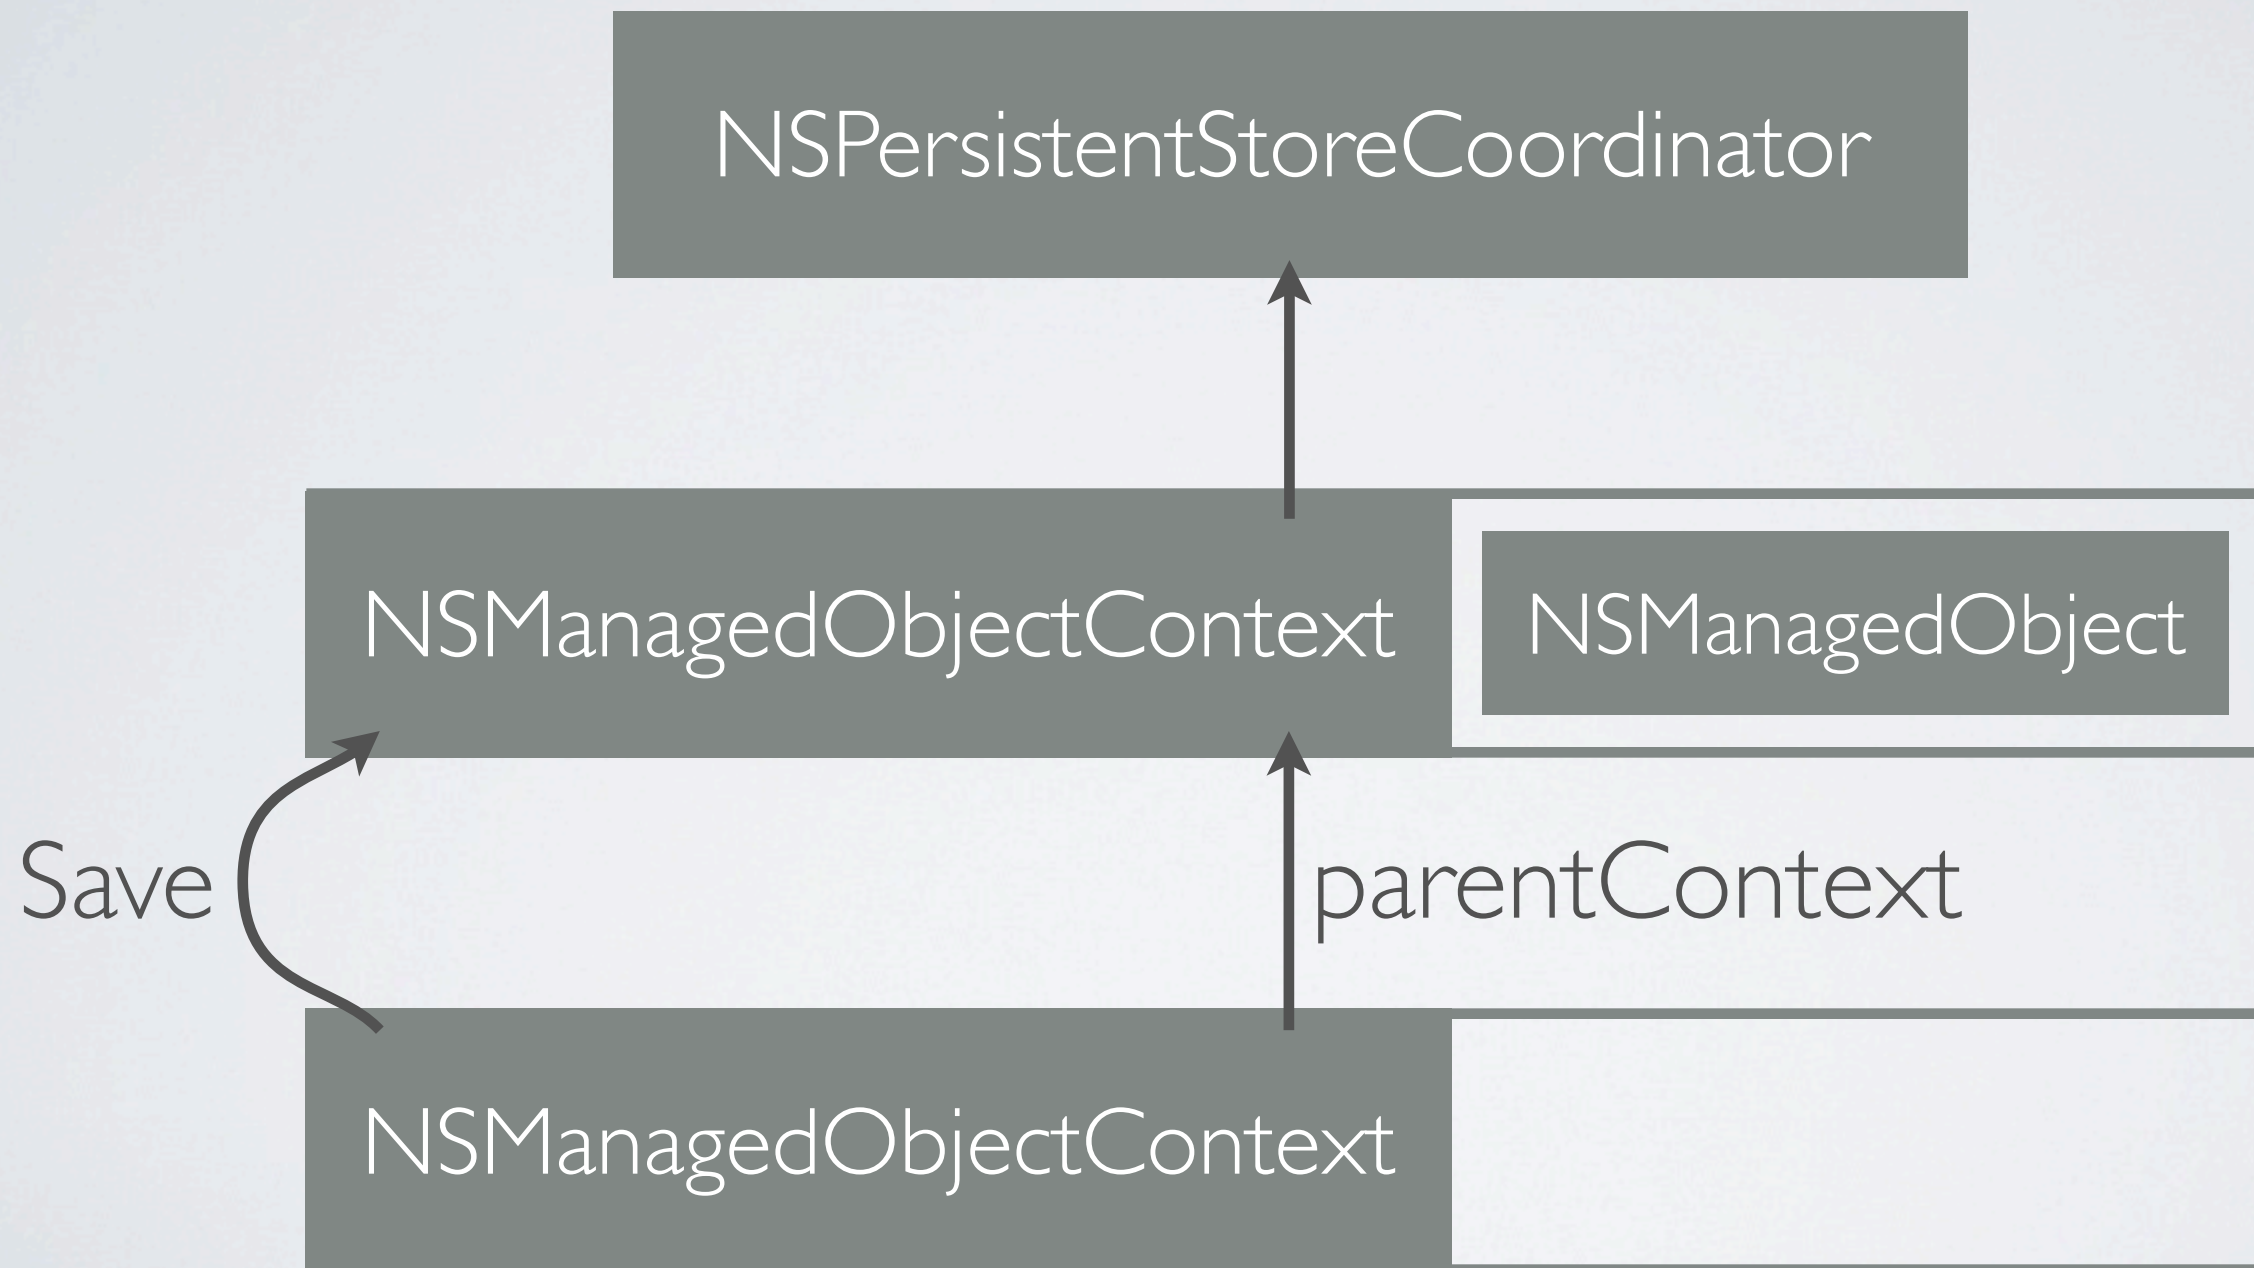 NSPersistentStoreCoordinator
NSManagedObjectContext
NSManagedObject
Save
parentContext
NSManagedObjectContext